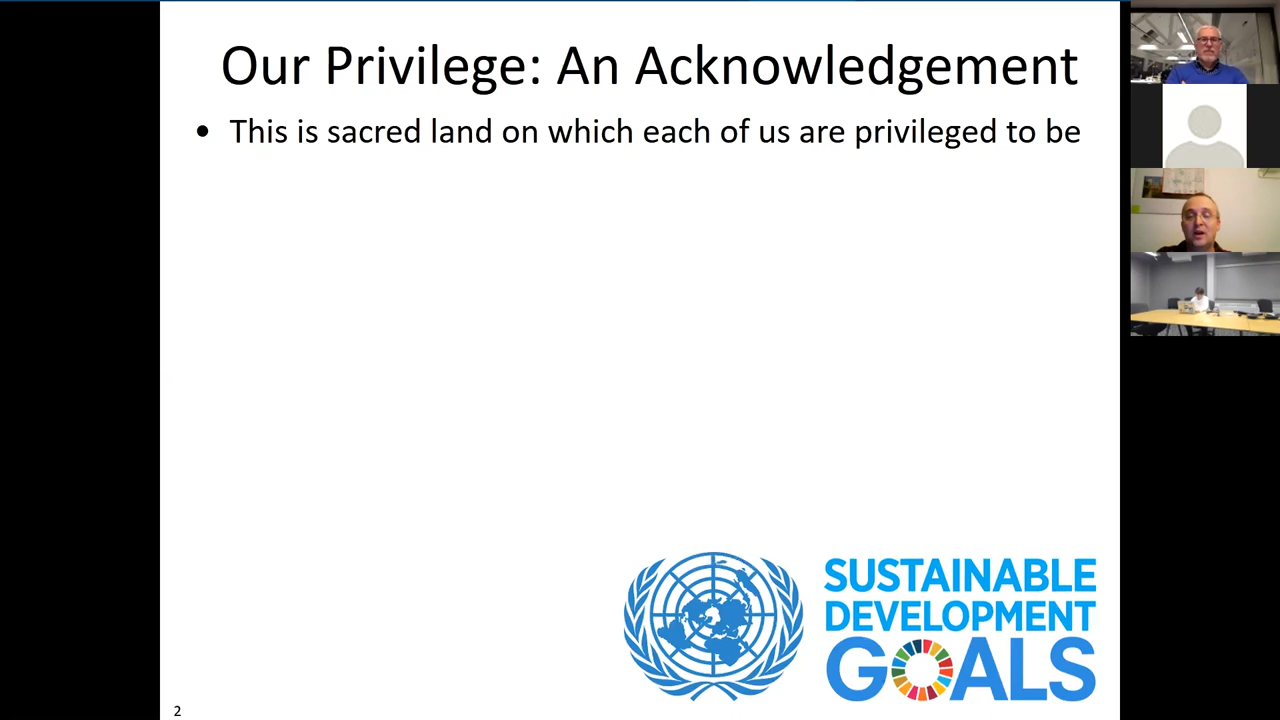 Our Privilege: An Acknowledgement
• This is sacred land on which each of us are privileged to be
SUSTAINABLE
DEVELOPMENT
GOALS
2